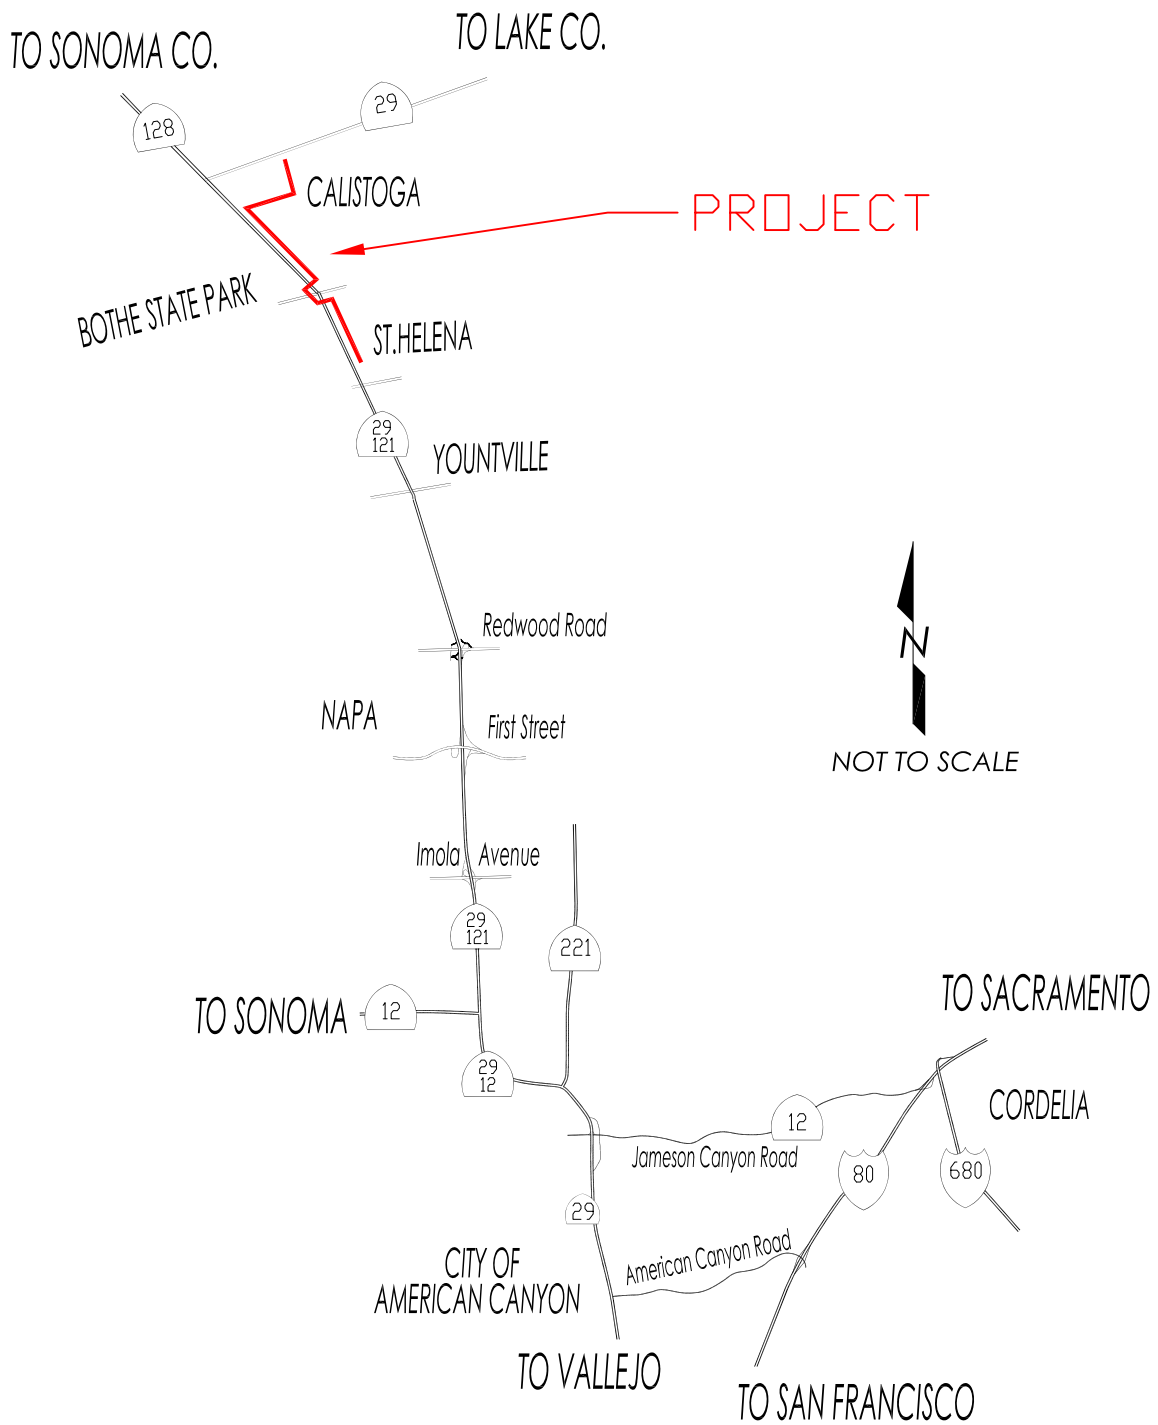 TO SONOMA CO.
TO LAKE CO.
128
29
CALISTOGA
PROJECT
BOTHE STATE PARK
ST.HELENA
29
121
YOUNTVILLE
Redwood Road
N
NAPA
First Street
NOT TO SCALE
Imola Avenue
29
121
221
TO SONOMA
12
TO SACRAMENTO
29
12
CORDELIA
12
Jameson Canyon Road
80
680
29
American Canyon Road
CITY OF
AMERICAN CANYON
TO VALLEJO
TO SAN FRANCISCO